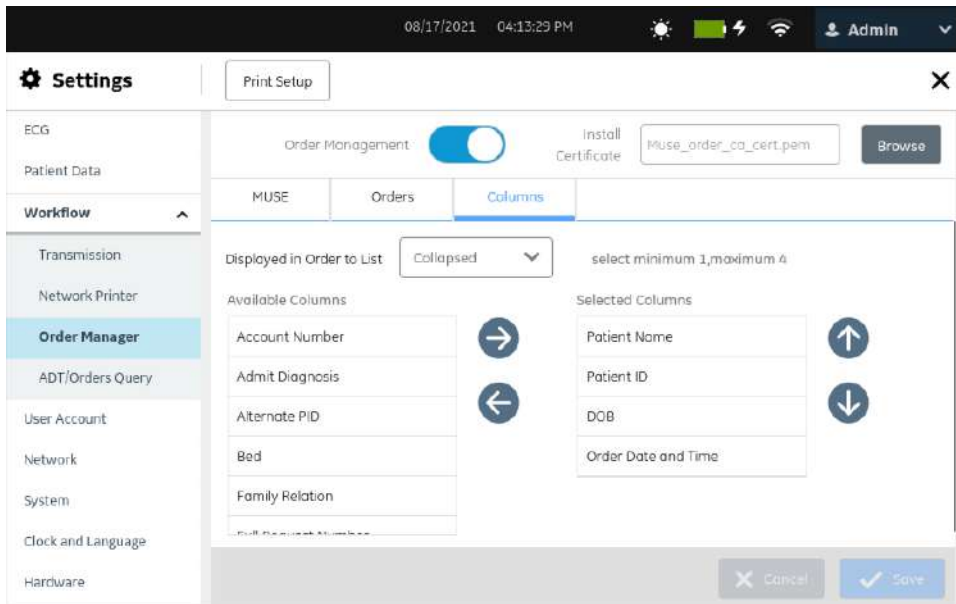 08/17/2021 04:13:29 PM Admin
Settings Print Setup
ECG
Patient Data
Workflow
Transmission
Network Printer
Order Manager
ADT/Orders Query
User Account
Network
System
Clock and Language
Hardware
Order Management
Install Certificate
Muse_order_ca_cert.pem
Browse
MUSE Orders Columns
Displayed in Order to List Collapsed select minimum 1,maximum 4
Available Columns
Account Number
Admit Diagnosis
Alternate PID
Bed
Family Relation
Full Request Number
Selected Columns
Patient Name
Patient ID
DOB
Order Date and Time
Cancel Save